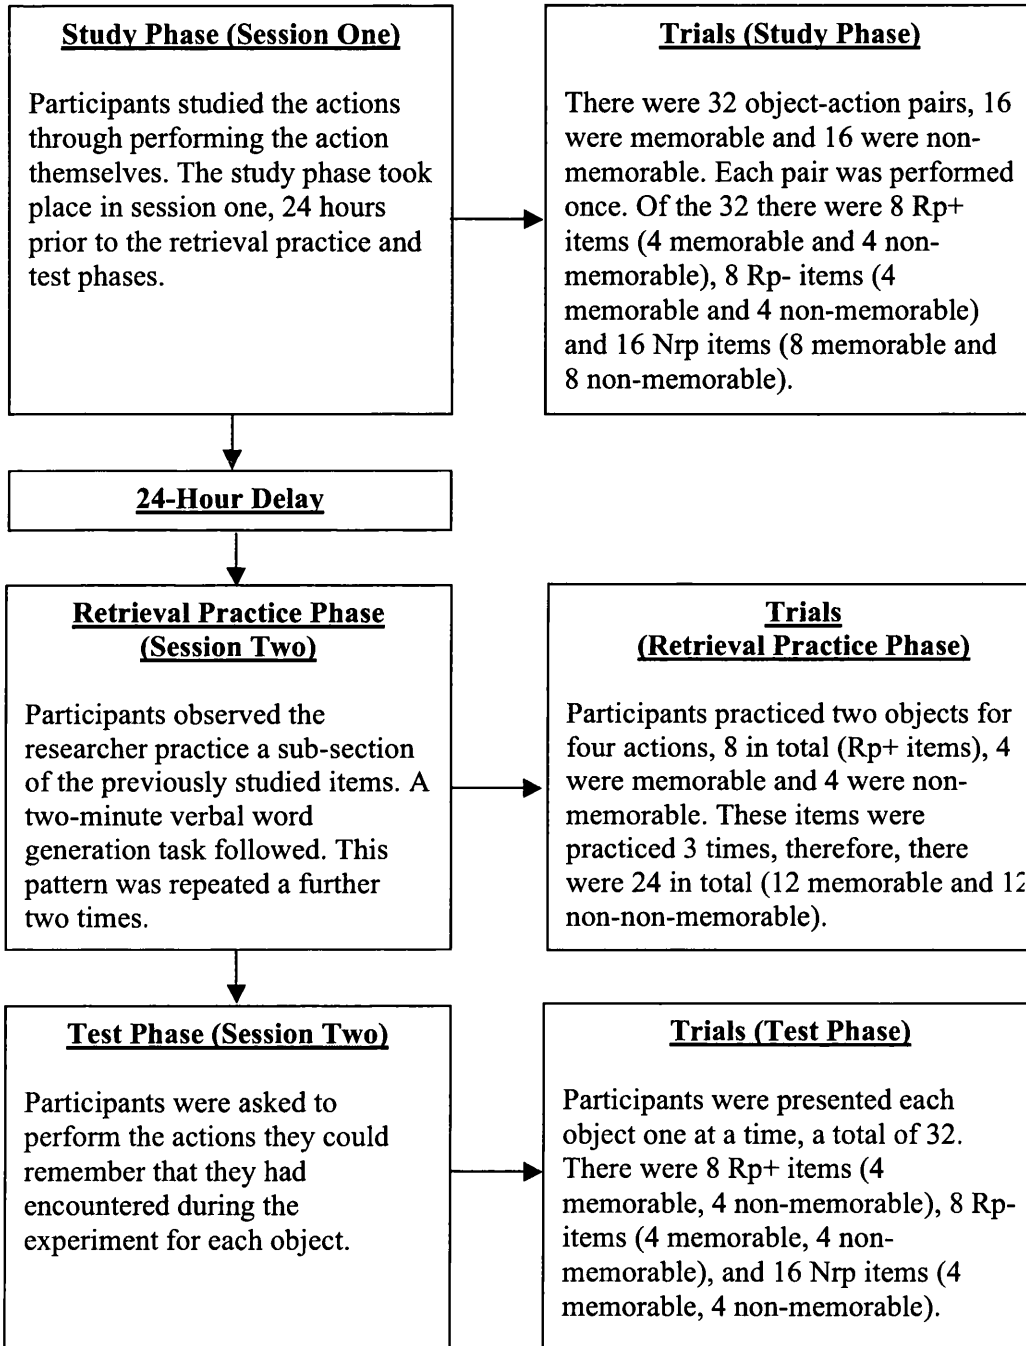 Study Phase (Session One)
Participants studied the actions
through performing the action
themselves. The study phase took
place in session one, 24 hours
prior to the retrieval practice and
test phases.
Trials (Study Phase)
There were 32 object-action pairs, 16
were memorable and 16 were non-
memorable. Each pair was performed
once. Of the 32 there were 8 Rp+
items (4 memorable and 4 non-
memorable), 8 Rp- items (4
memorable and 4 non-memorable)
and 16 Nrp items (8 memorable and
8 non-memorable).
24-Hour Delay
Retrieval Practice Phase
(Session Two)
Participants observed the
researcher practice a sub-section
of the previously studied items. A
two-minute verbal word
generation task followed. This
pattern was repeated a further
two times.
Trials
(Retrieval Practice Phase)
Participants practiced two objects for
four actions, 8 in total (Rp+ items), 4
were memorable and 4 were non-
memorable. These items were
practiced 3 times, therefore, there
were 24 in total (12 memorable and 12
non-non-memorable).
Test Phase (Session Two)
Participants were asked to
perform the actions they could
remember that they had
encountered during the
experiment for each object.
Trials (Test Phase)
Participants were presented each
object one at a time, a total of 32.
There were 8 Rp+ items (4
memorable, 4 non-memorable), 8 Rp-
items (4 memorable, 4 non-
memorable), and 16 Nrp items (4
memorable, 4 non-memorable).